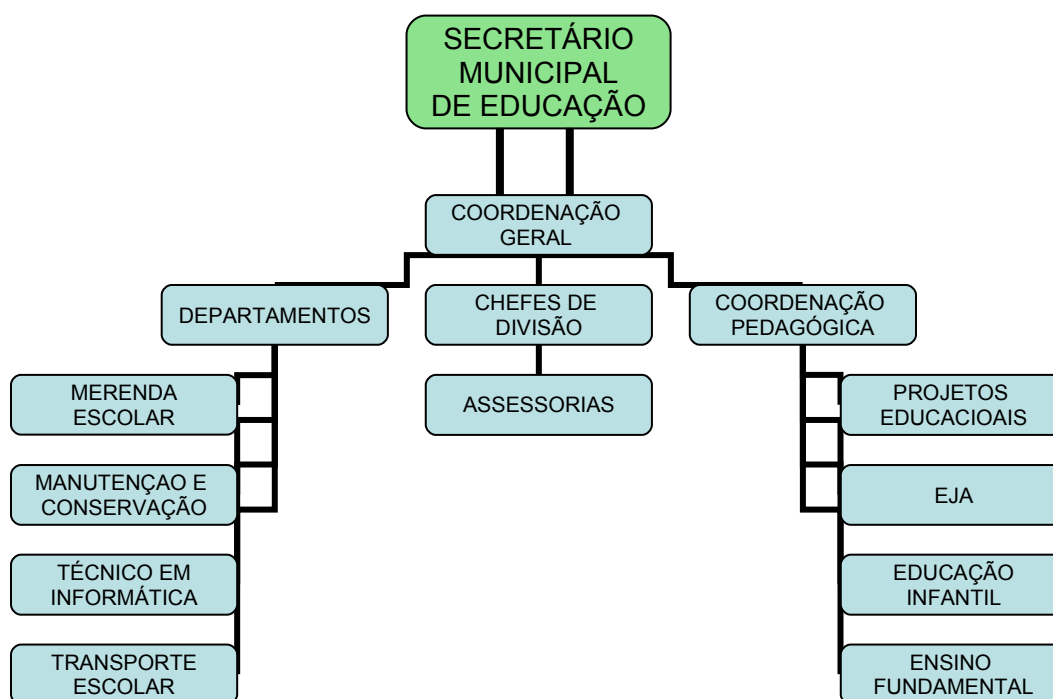 SECRETÁRIO
MUNICIPAL
DE EDUCAÇÃO
COORDENAÇÃO
GERAL
DEPARTAMENTOS
CHEFES DE
DIVISÃO
COORDENAÇÃO
PEDAGÓGICA
MERENDA
ESCOLAR
ASSESSORIAS
PROJETOS
EDUCACIOAIS
MANUTENÇAO E
CONSERVAÇÃO
EJA
TÉCNICO EM
INFORMÁTICA
EDUCAÇÃO
INFANTIL
TRANSPORTE
ESCOLAR
ENSINO
FUNDAMENTAL